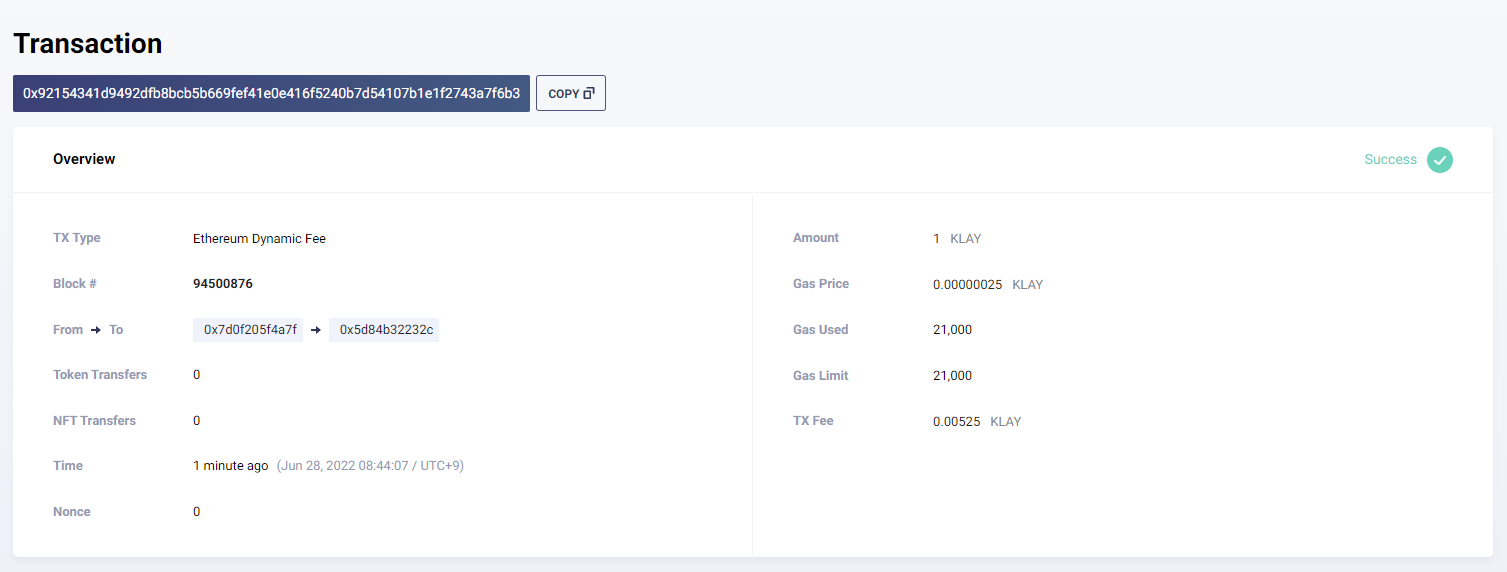 Transaction
0x92154341d9492dfb8bcb5b669fef41e0e416f5240b7d54107b1e1f2743a7f6b3 COPY
Overview Success
TX Type Ethereum Dynamic Fee Amount 1 KLAY
Block # 94500876 Gas Price 0.00000025 KLAY
From → To 0x7d0f205f4a7f → 0x5d84b32232c Gas Used 21,000
Token Transfers 0 Gas Limit 21,000
NFT Transfers 0 TX Fee 0.00525 KLAY
Time 1 minute ago (Jun 28, 2022 08:44:07 / UTC+9)
Nonce 0